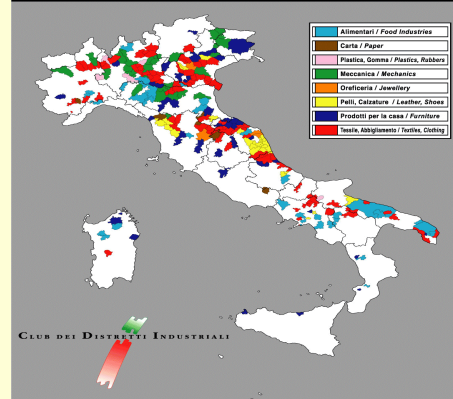 Alimentari / Food Industries
Carta / Paper
Plastica, Gomma / Plastics, Rubbers
Meccanica / Mechanics
Oreficeria / Jewellery
Pelli, Calzature / Leather, Shoes
Prodotti per la casa / Furniture
Tessile, Abbigliamento / Textiles, Clothing
CLUB DEI DISTRETTI INDUSTRIALI